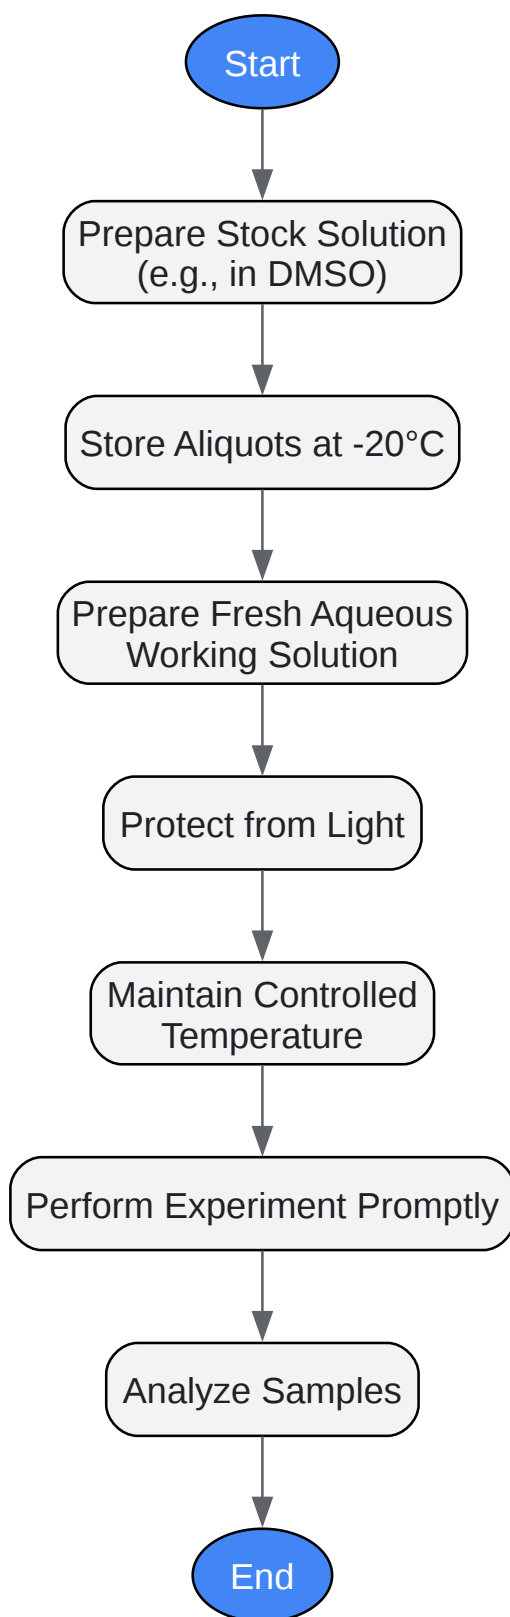 Start
Prepare Stock Solution
(e.g., in DMSO)
Store Aliquots at -20°C
Prepare Fresh Aqueous
Working Solution
Protect from Light
Maintain Controlled
Temperature
Perform Experiment Promptly
Analyze Samples
End